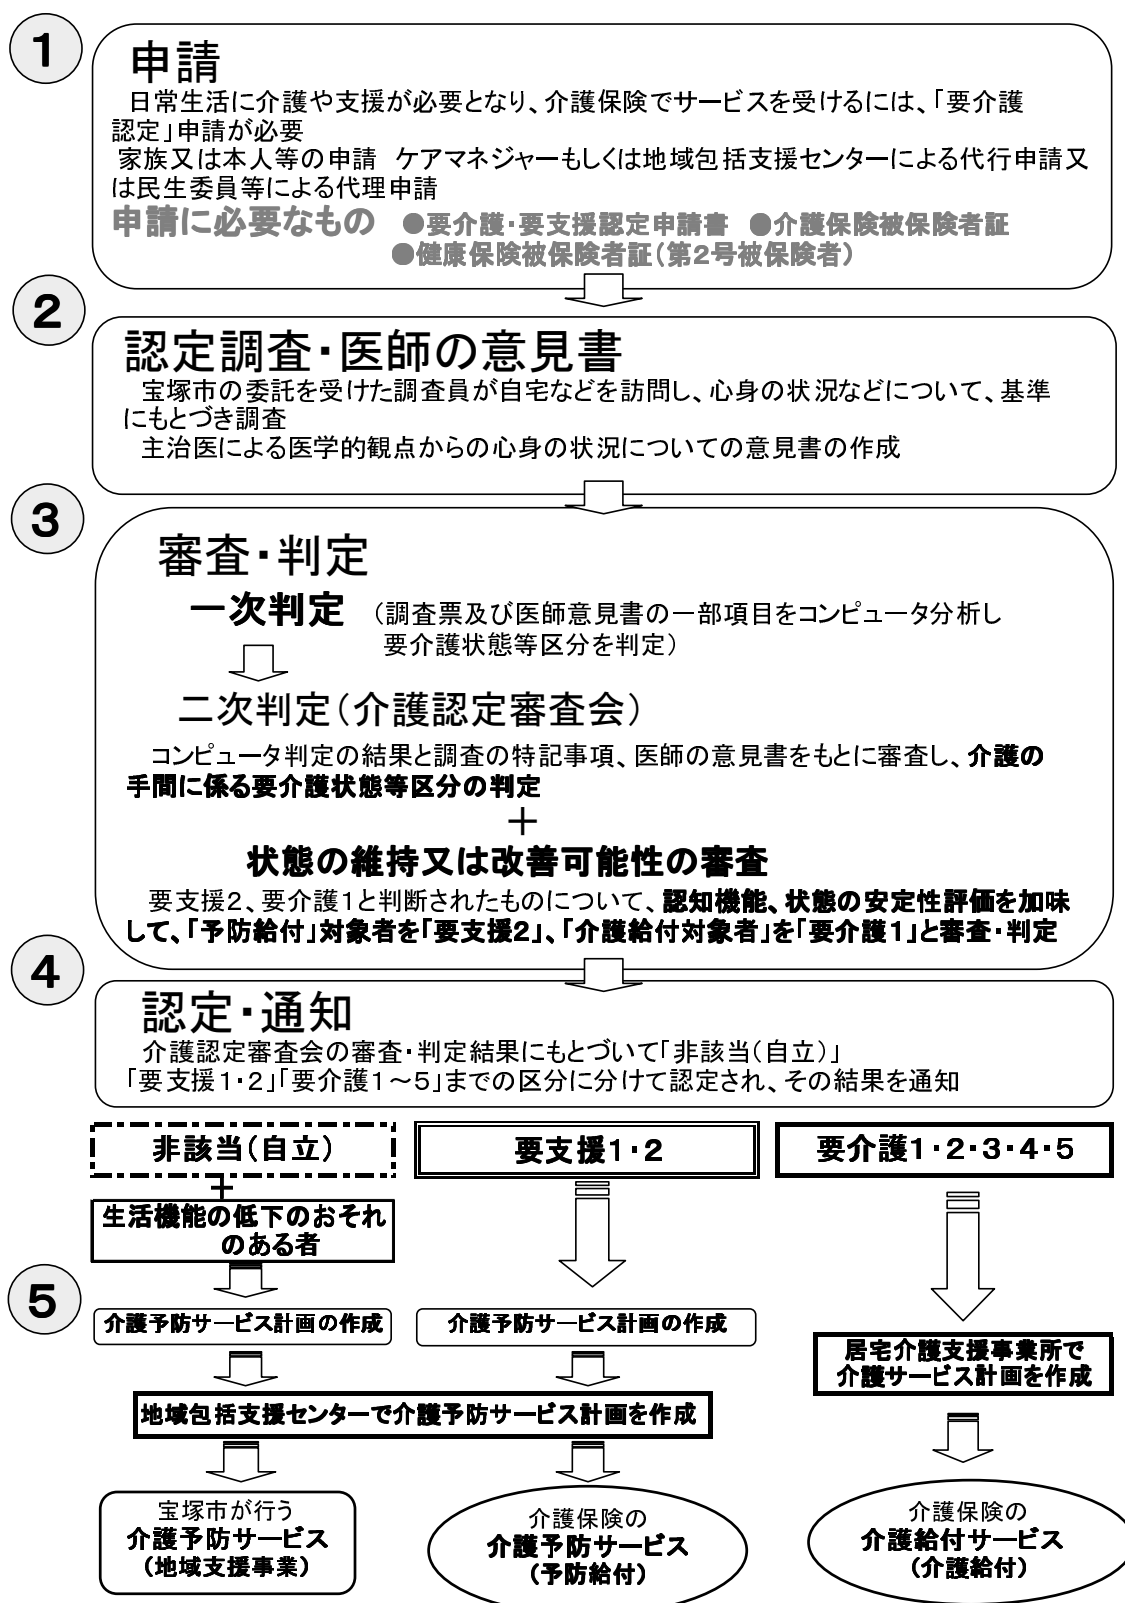 1
申請
日常生活に介護や支援が必要となり、介護保険でサービスを受けるには、「要介護
認定」申請が必要
家族又は本人等の申請　ケアマネジャーもしくは地域包括支援センターによる代行申請又
は民生委員等による代理申請
申請に必要なもの　●要介護・要支援認定申請書　●介護保険被保険者証
●健康保険被保険者証（第２号被保険者）
2
認定調査・医師の意見書
宝塚市の委託を受けた調査員が自宅などを訪問し、心身の状況などについて、基準
にもとづき調査
主治医による医学的観点からの心身の状況についての意見書の作成
3
審査・判定
一次判定　（調査票及び医師意見書の一部項目をコンピュータ分析し
要介護状態等区分を判定）
二次判定（介護認定審査会）
コンピュータ判定の結果と調査の特記事項、医師の意見書をもとに審査し、介護の
手間に係る要介護状態等区分の判定
＋
状態の維持又は改善可能性の審査
要支援２、要介護１と判断されたものについて、認知機能、状態の安定性評価を加味
して、「予防給付」対象者を「要支援２」、「介護給付対象者」を「要介護１」と審査・判定
4
認定・通知
介護認定審査会の審査・判定結果にもとづいて「非該当（自立）」
「要支援１・２」「要介護１～５」までの区分に分けて認定され、その結果を通知
非該当（自立）　要支援１・２　要介護１・２・３・４・５
＋
生活機能の低下のおそれ
のある者
5
介護予防サービス計画の作成　介護予防サービス計画の作成
居宅介護支援事業所で
介護サービス計画を作成
地域包括支援センターで介護予防サービス計画を作成
宝塚市が行う
介護予防サービス
（地域支援事業）
介護保険の
介護予防サービス
（予防給付）
介護保険の
介護給付サービス
（介護給付）